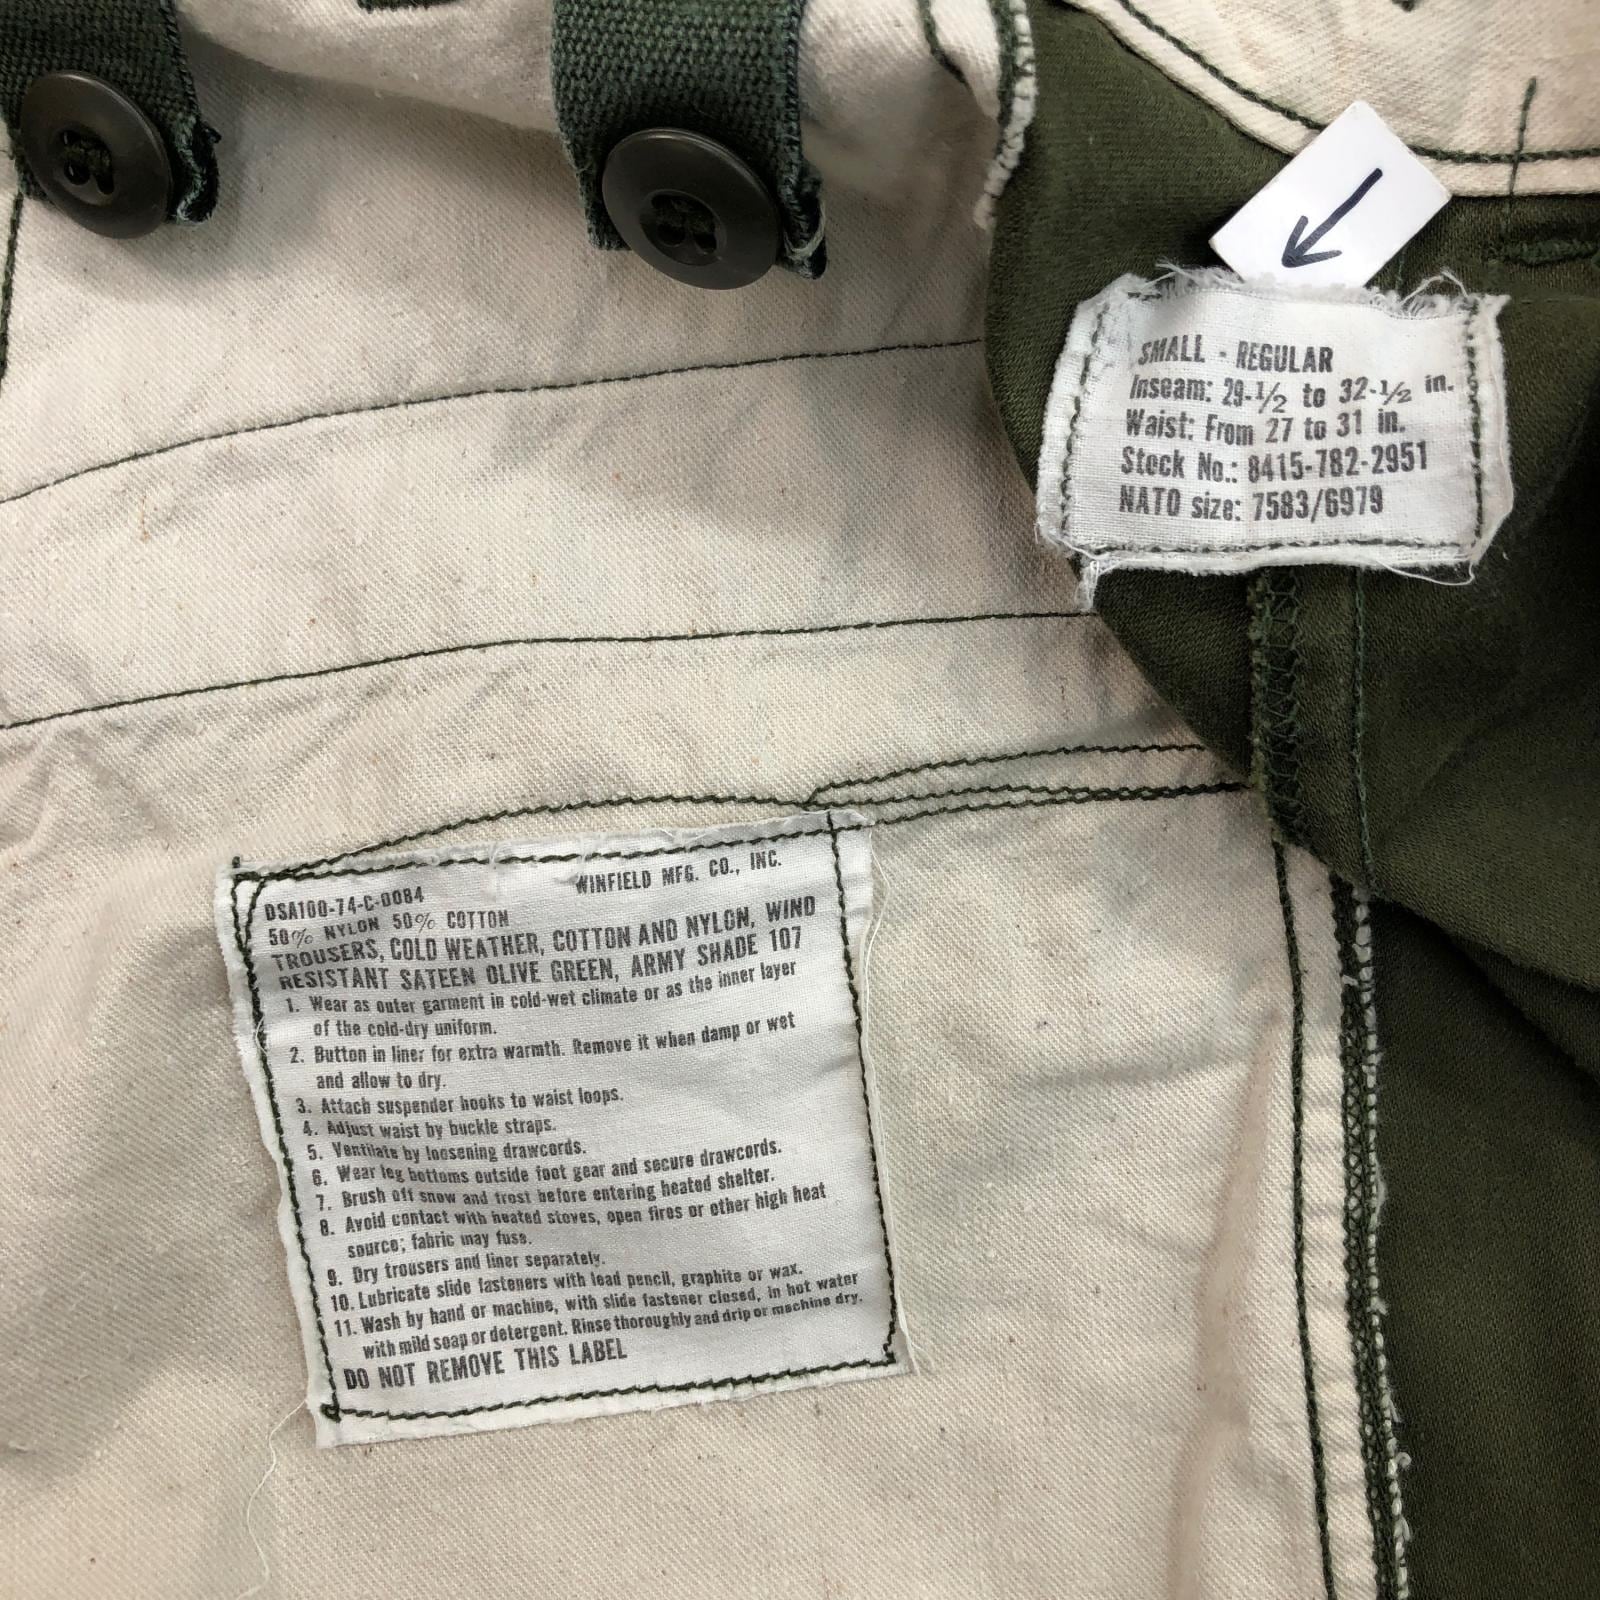 SMALL - REGULAR
Inseam: 29-1/2 to 32-1/2 in.
Waist: From 27 to 31 in.
Stock No.: 8415-782-2951
NATO size: 7583/6979
WINFIELD MFG. CO., INC.
DSA100-74-C-0084
50% NYLON 50% COTTON
TROUSERS, COLD WEATHER, COTTON AND NYLON, WIND
RESISTANT SATEEN OLIVE GREEN, ARMY SHADE 107
1. Wear as outer garment in cold-wet climate or as the inner layer
of the cold-dry uniform.
2. Button in liner for extra warmth. Remove it when damp or wet
and allow to dry.
3. Attach suspender hooks to waist loops.
4. Adjust waist by buckle straps.
5. Ventilate by loosening drawcords.
6. Wear leg bottoms outside foot gear and secure drawcords.
7. Brush off snow and frost before entering heated shelter.
8. Avoid contact with heated stoves, open fires or other high heat
source; fabric may fuse.
9. Dry trousers and liner separately.
10. Lubricate slide fasteners with lead pencil, graphite or wax.
11. Wash by hand or machine, with slide fastener closed, in hot water
with mild soap or detergent. Rinse thoroughly and drip or machine dry.
DO NOT REMOVE THIS LABEL